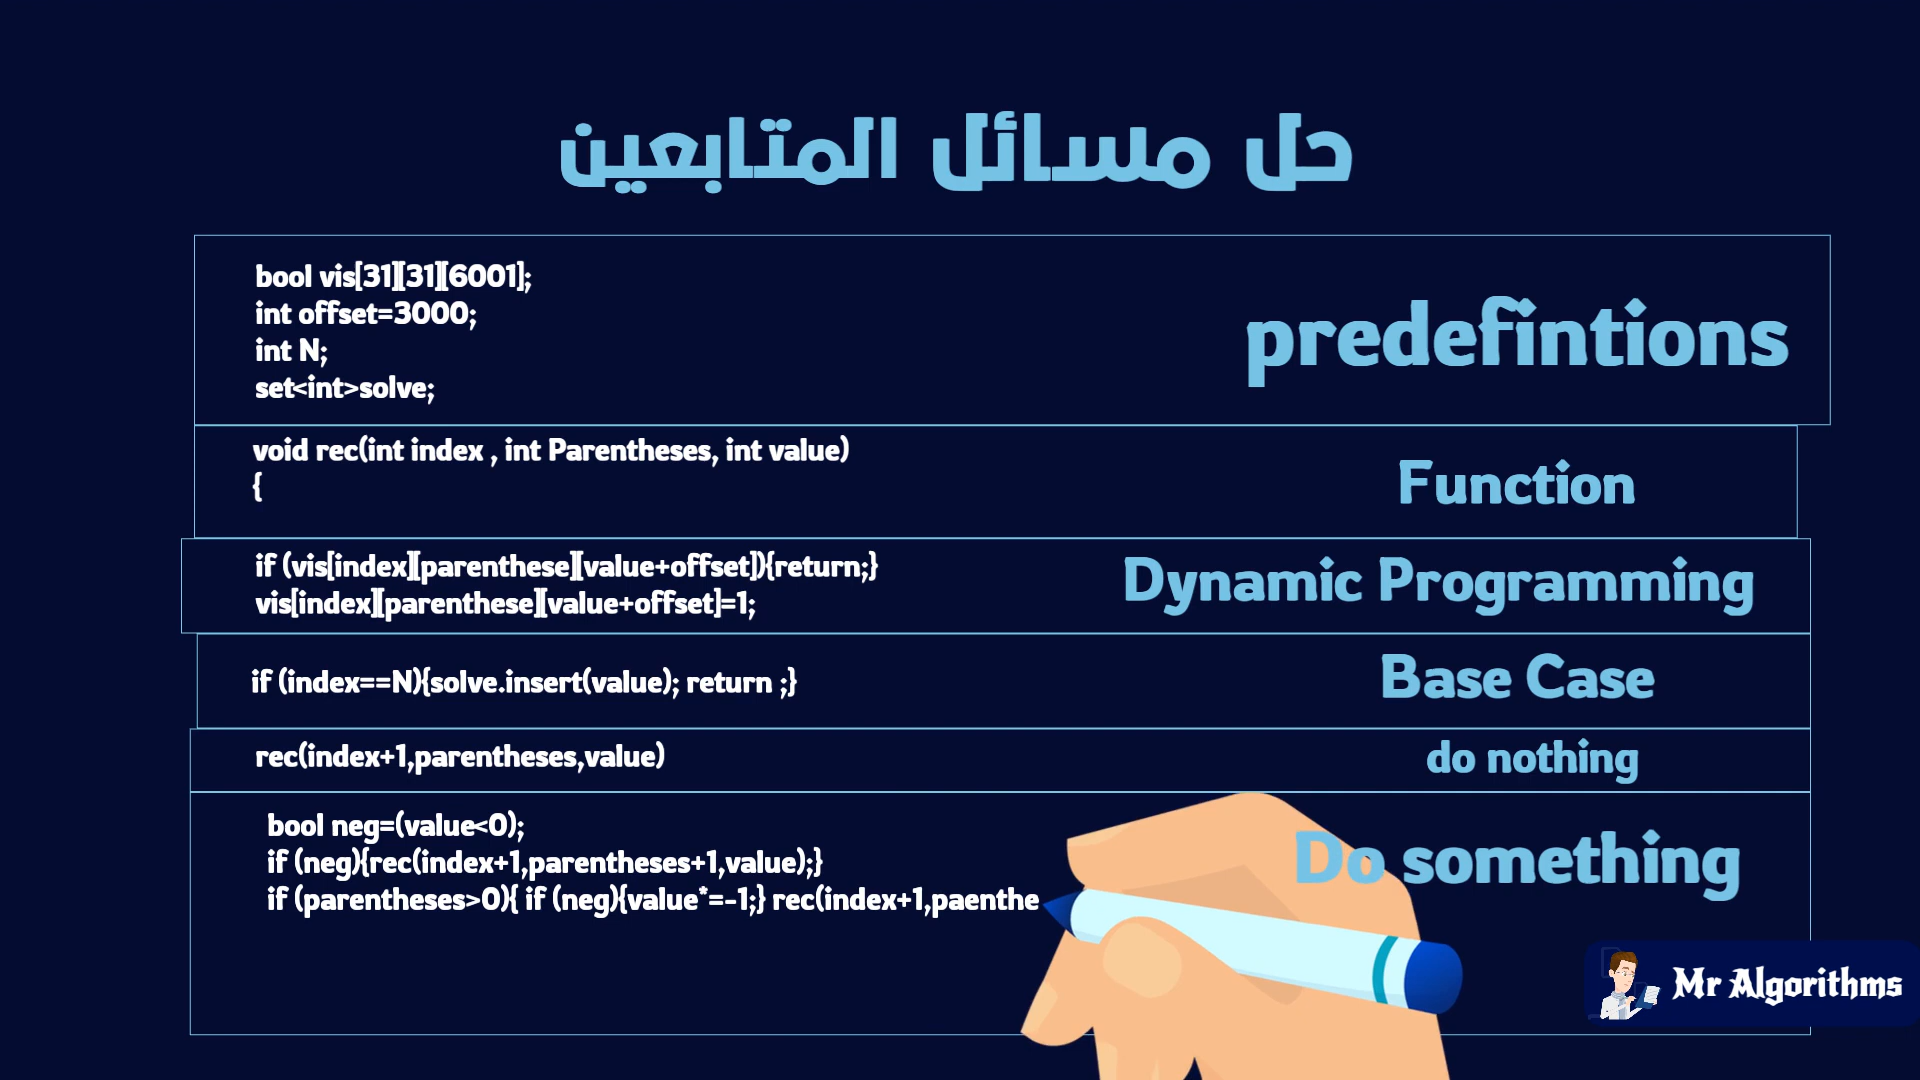 حل مسائل المتابعين
bool vis[31][31][6001];
int offset=3000;
int N;
set<int>solve;
predefintions
void rec(int index , int Parentheses, int value)
{
Function
if (vis[index][parenthese][value+offset]){return;}
vis[index][parenthese][value+offset]=1;
Dynamic Programming
if (index==N){solve.insert(value); return ;}
Base Case
rec(index+1,parentheses,value)
do nothing
bool neg=(value<0);
if (neg){rec(index+1,parentheses+1,value);}
if (parentheses>0){ if (neg){value*=-1;} rec(index+1,paenthe
Do something
Mr Algorithms